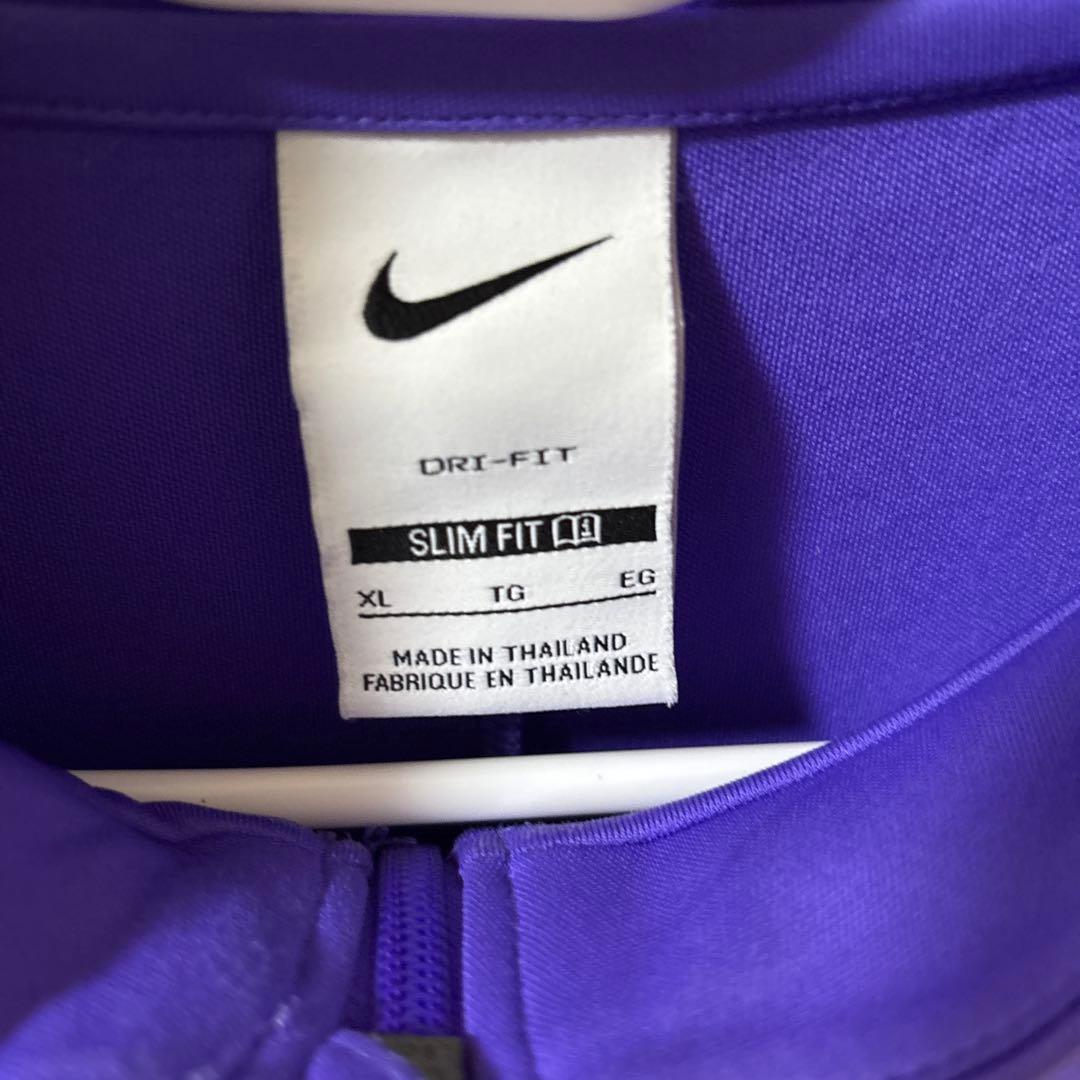 DRI-FIT
SLIM FIT
XL TG EG
MADE IN THAILAND
FABRIQUE EN THAILANDE